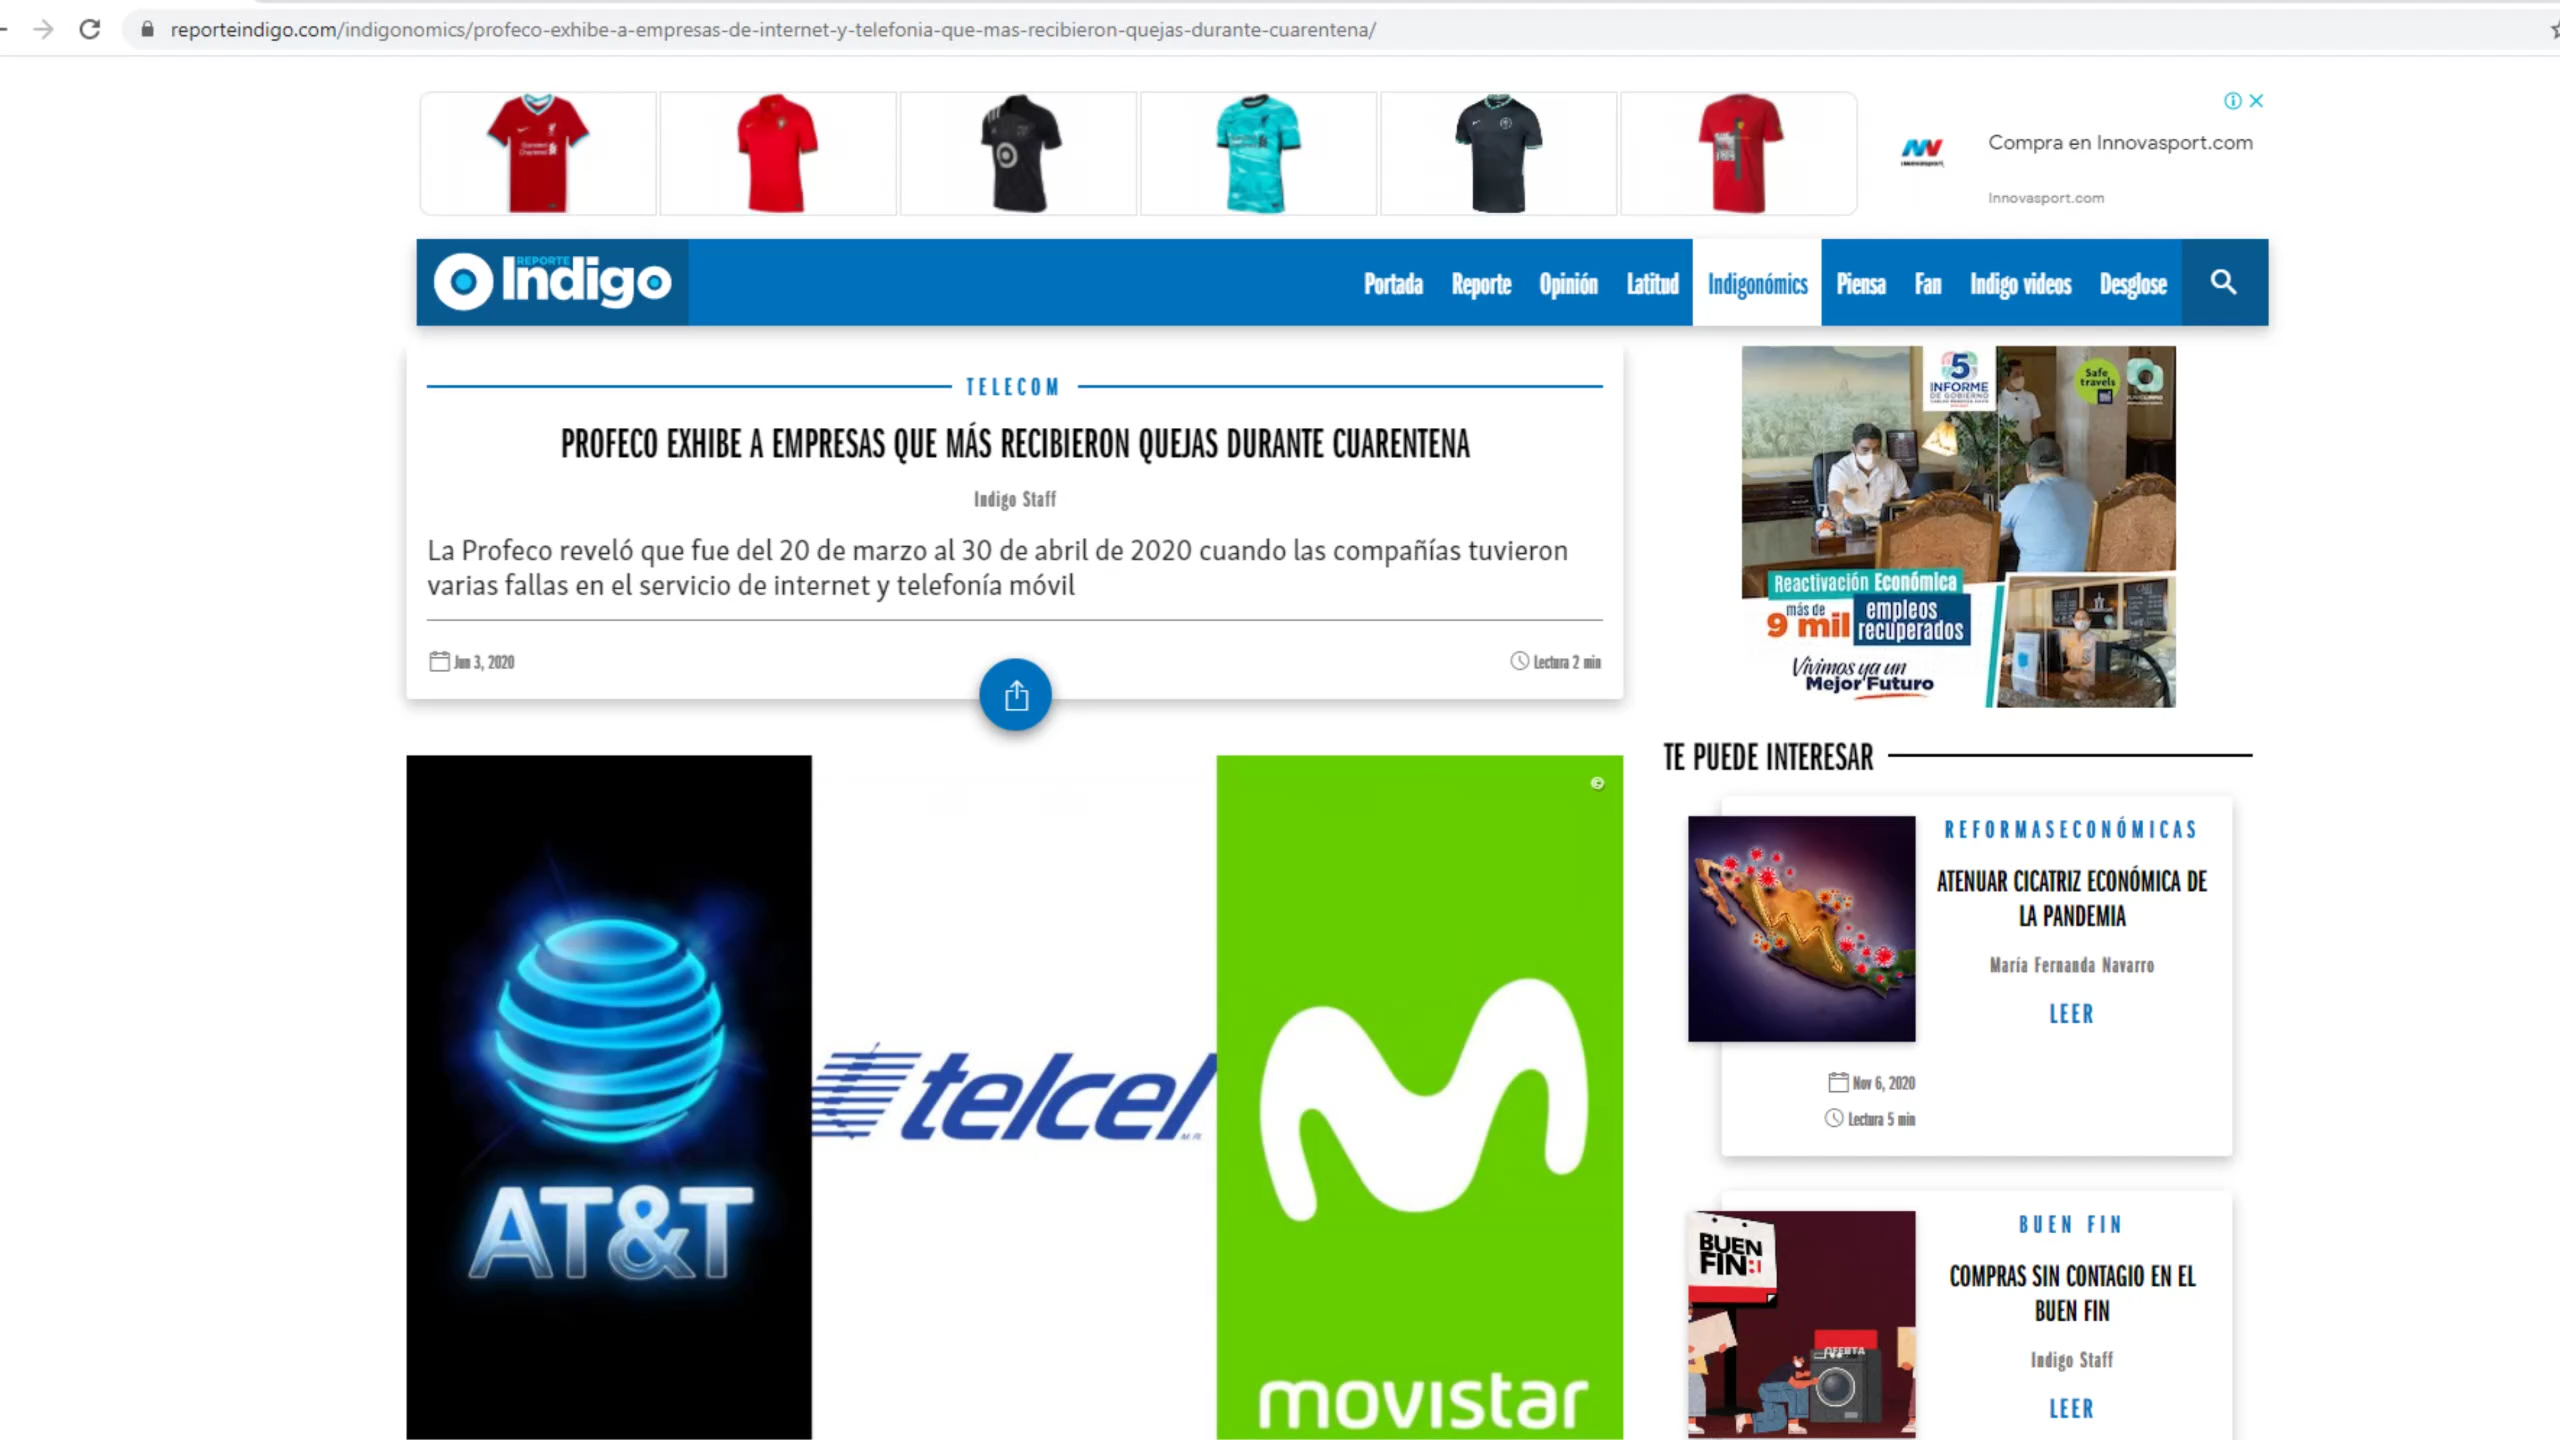 reporteindigo.com/indigonomics/profeco-exhibe-a-empresas-de-internet-y-telefonia-que-mas-recibieron-quejas-durante-cuarentena/
Compra en Innovasport.com
Innovasport.com
REPORTE
Indigo
Portada Reporte Opinión Latitud Indigonómics Piensa Fan Indigo videos Desglose
TELECOM
PROFECO EXHIBE A EMPRESAS QUE MÁS RECIBIERON QUEJAS DURANTE CUARENTENA
Indigo Staff
La Profeco reveló que fue del 20 de marzo al 30 de abril de 2020 cuando las compañías tuvieron
varias fallas en el servicio de internet y telefonía móvil
Jun 3, 2020
Lectura 2 min
5
INFORME
DE GOBIERNO
Safe
travels
Reactivación Económica
más de
9 mil
empleos
recuperados
Vivimos ya un
Mejor Futuro
AT&T
telcel
movistar
TE PUEDE INTERESAR
REFORMASECONÓMICAS
ATENUAR CICATRIZ ECONÓMICA DE
LA PANDEMIA
María Fernanda Navarro
LEER
Nov 6, 2020
Lectura 5 min
BUEN
FIN
BUEN FIN
COMPRAS SIN CONTAGIO EN EL
BUEN FIN
Indigo Staff
LEER
OFERTA